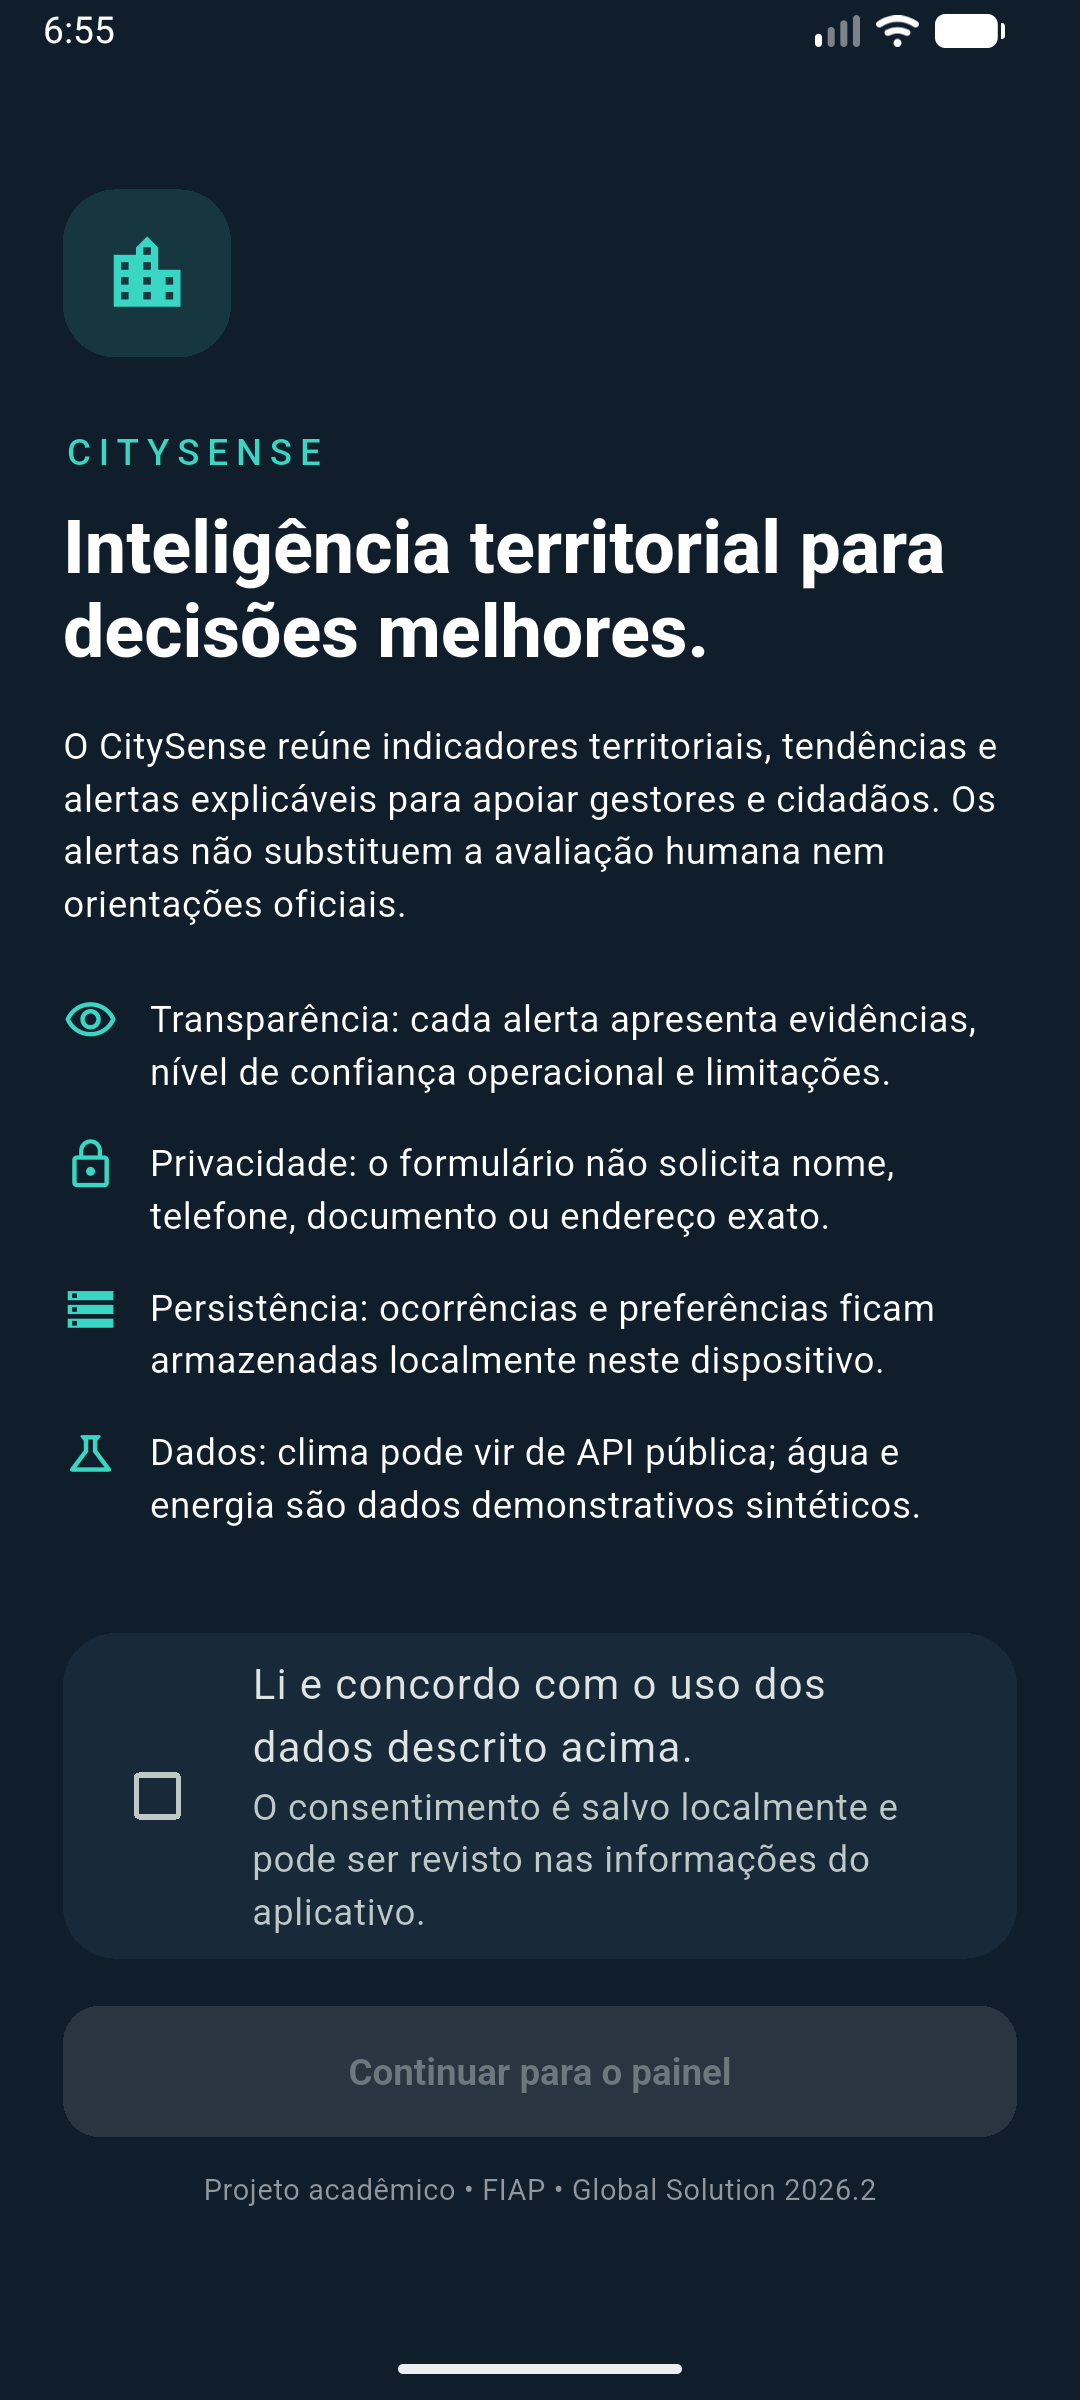 6:55
CITYSENSE
Inteligência territorial para
decisões melhores.
O CitySense reúne indicadores territoriais, tendências e
alertas explicáveis para apoiar gestores e cidadãos. Os
alertas não substituem a avaliação humana nem
orientações oficiais.
Transparência: cada alerta apresenta evidências,
nível de confiança operacional e limitações.
Privacidade: o formulário não solicita nome,
telefone, documento ou endereço exato.
Persistência: ocorrências e preferências ficam
armazenadas localmente neste dispositivo.
Dados: clima pode vir de API pública; água e
energia são dados demonstrativos sintéticos.
Li e concordo com o uso dos
dados descrito acima.
O consentimento é salvo localmente e
pode ser revisto nas informações do
aplicativo.
Continuar para o painel
Projeto acadêmico • FIAP • Global Solution 2026.2